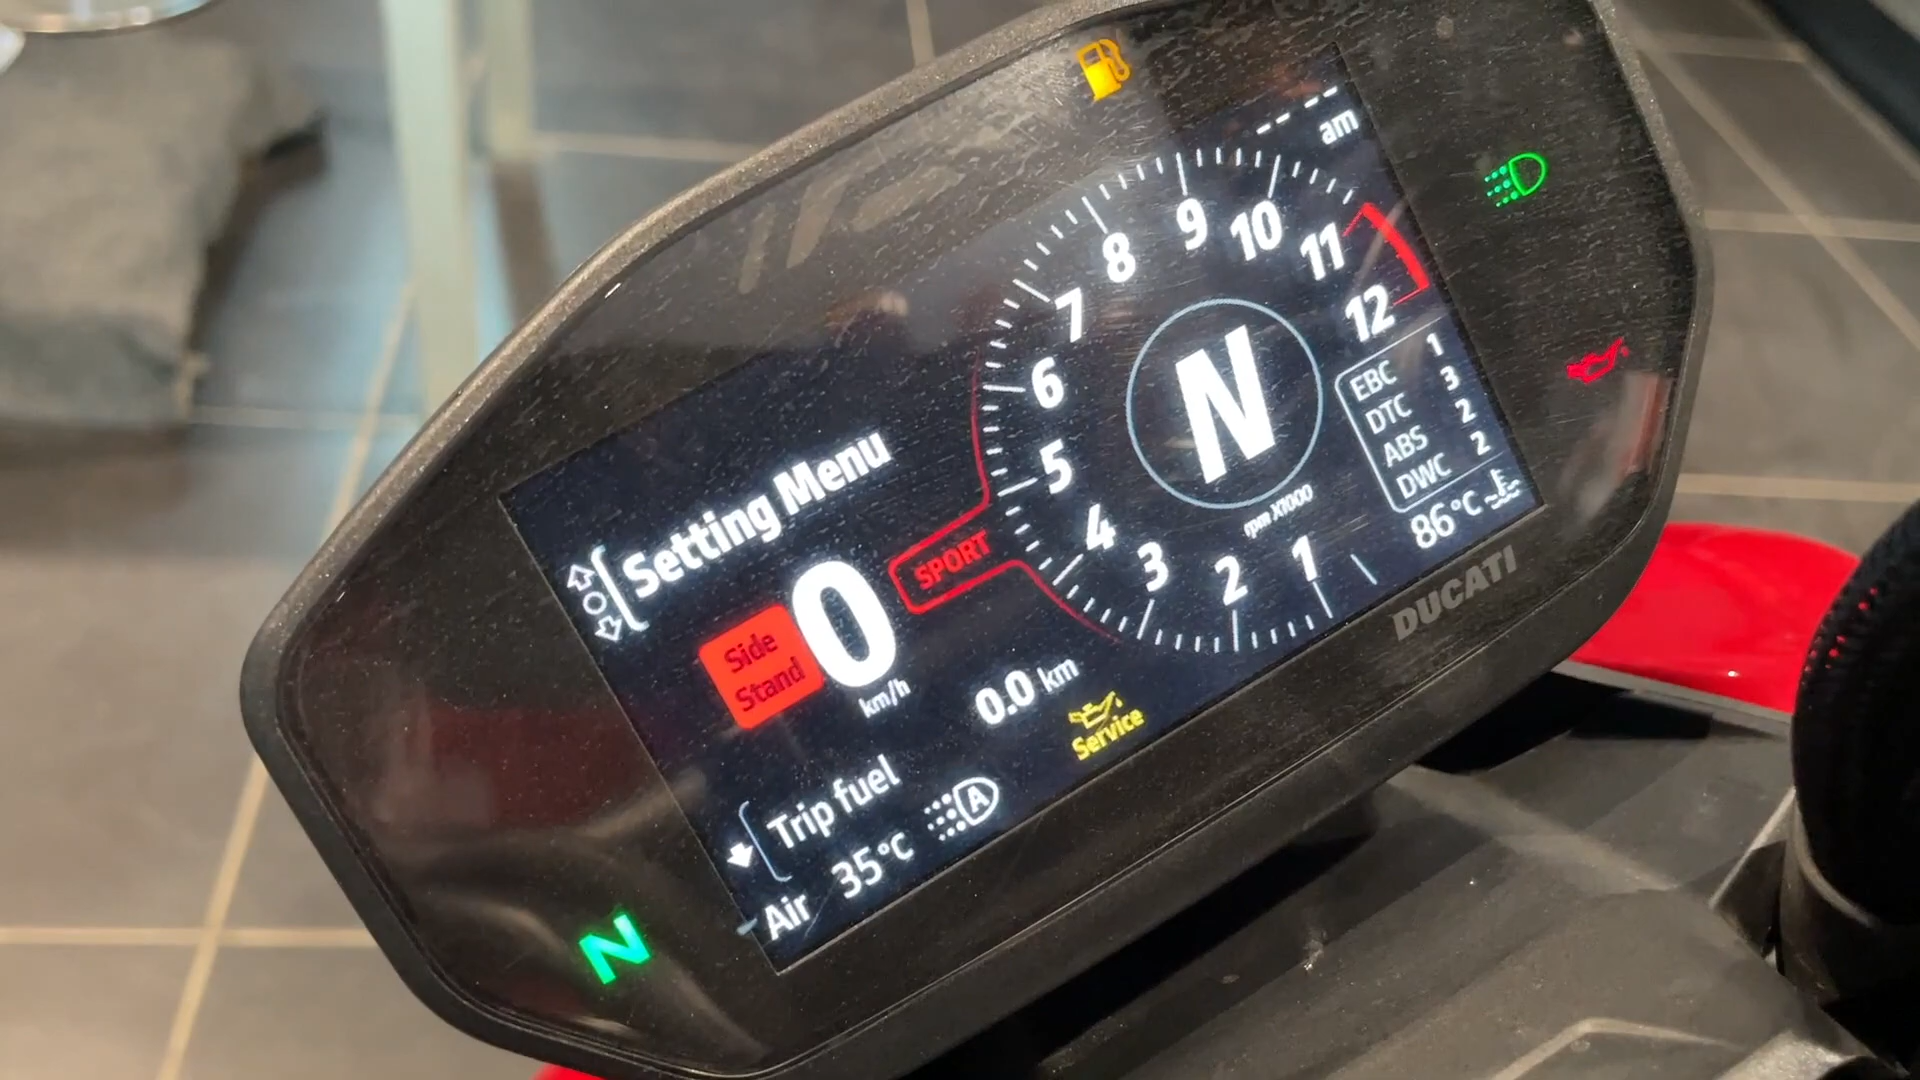 -- -- am
Setting Menu
8 9 10 11 12
7
6
5
4
3
2
1
N
rpm X1000
EBC 1
DTC 3
ABS 2
DWC 2
86°C
SPORT
Side
Stand
0
km/h
0.0 km
Service
Trip fuel
A
Air 35°C
N
DUCATI